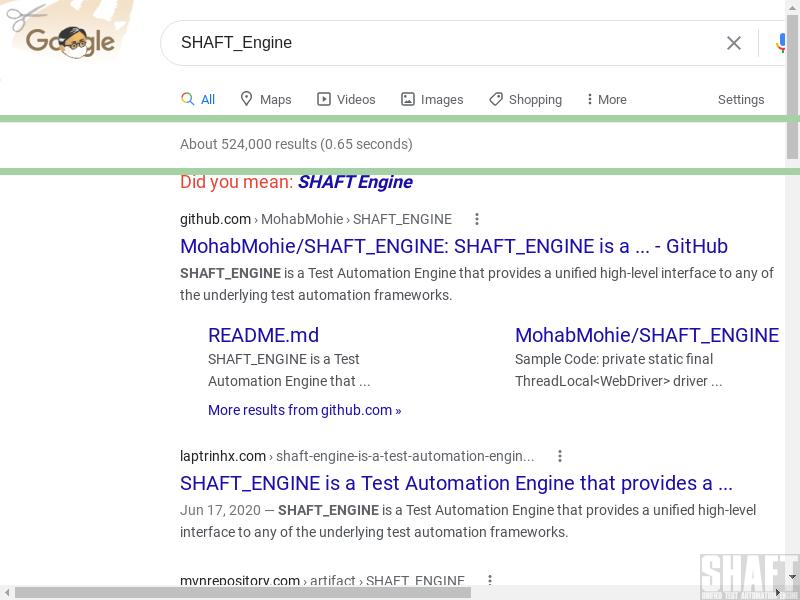 Google
SHAFT_Engine
All
Maps
Videos
Images
Shopping
More
Settings
About 524,000 results (0.65 seconds)
Did you mean: SHAFT Engine
github.com › MohabMohie › SHAFT_ENGINE
MohabMohie/SHAFT_ENGINE: SHAFT_ENGINE is a ... - GitHub
SHAFT_ENGINE is a Test Automation Engine that provides a unified high-level interface to any of
the underlying test automation frameworks.
README.md
SHAFT_ENGINE is a Test
Automation Engine that ...
MohabMohie/SHAFT_ENGINE
Sample Code: private static final
ThreadLocal<WebDriver> driver ...
More results from github.com »
laptrinhx.com › shaft-engine-is-a-test-automation-engin...
SHAFT_ENGINE is a Test Automation Engine that provides a ...
Jun 17, 2020 — SHAFT_ENGINE is a Test Automation Engine that provides a unified high-level
interface to any of the underlying test automation frameworks.
mvnrepository.com › artifact › SHAFT_ENGINE
SHAFT
UNIFIED TEST AUTOMATION ENGINE